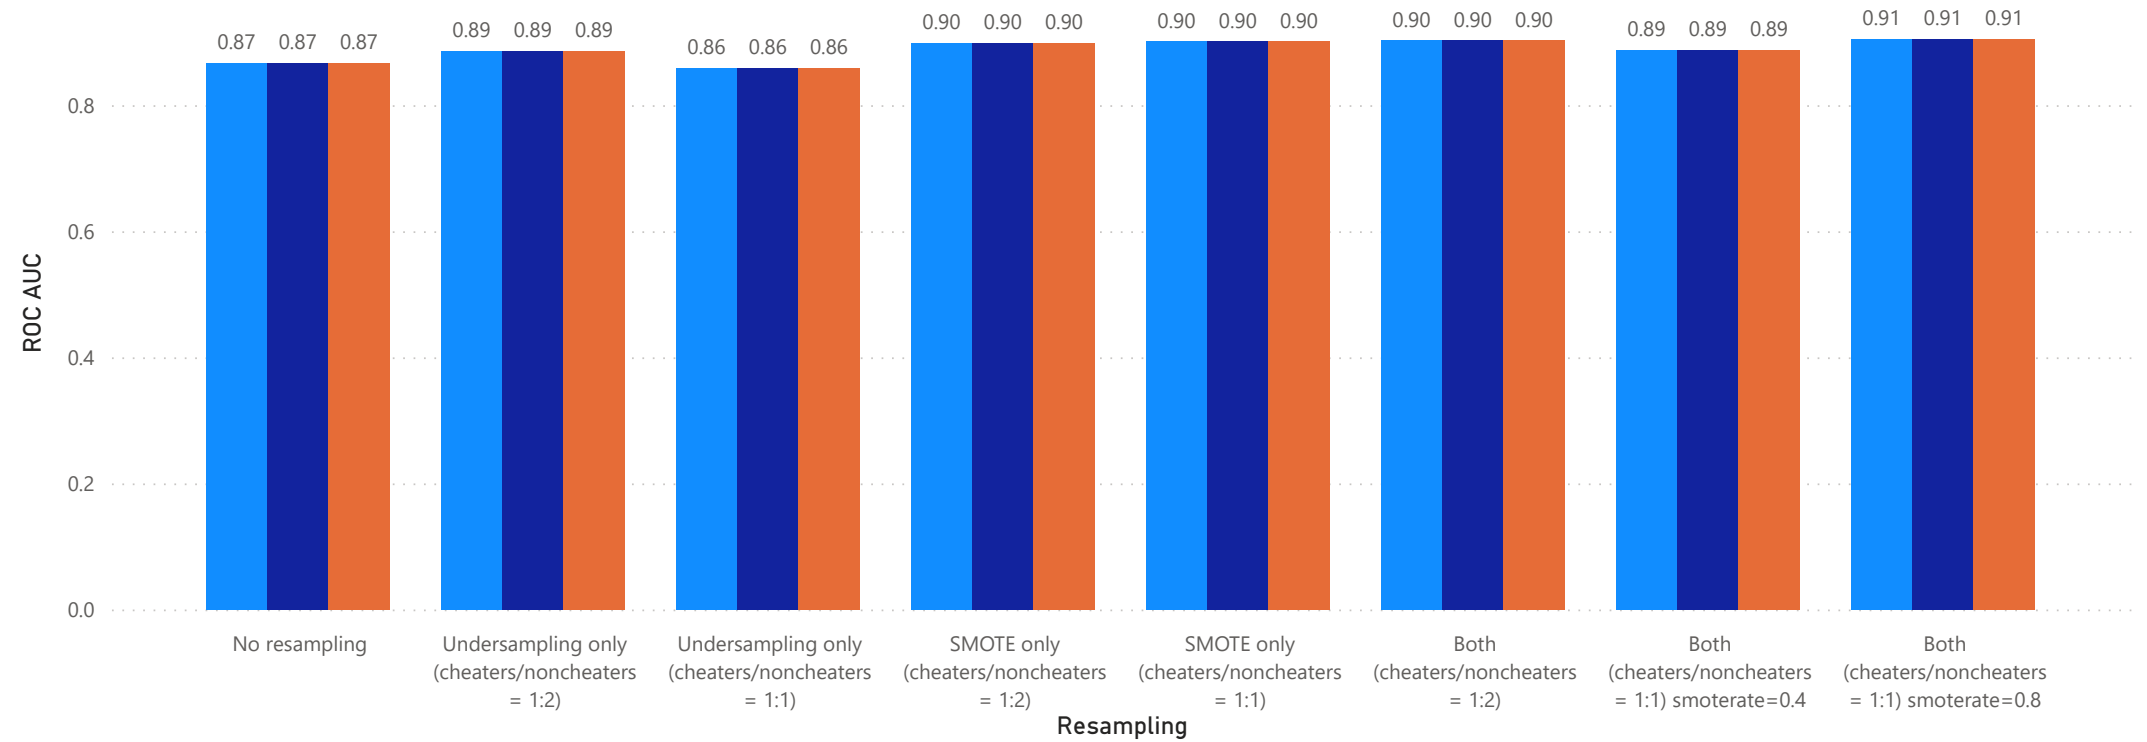 0.87 0.87 0.87
0.89 0.89 0.89
0.86 0.86 0.86
0.90 0.90 0.90
0.90 0.90 0.90
0.90 0.90 0.90
0.89 0.89 0.89
0.91 0.91 0.91
0.8
0.6
0.4
0.2
0.0
ROC AUC
No resampling
Undersampling only
(cheaters/noncheaters
= 1:2)
Undersampling only
(cheaters/noncheaters
= 1:1)
SMOTE only
(cheaters/noncheaters
= 1:2)
SMOTE only
(cheaters/noncheaters
= 1:1)
Both
(cheaters/noncheaters
= 1:2)
Both
(cheaters/noncheaters
= 1:1) smoterate=0.4
Both
(cheaters/noncheaters
= 1:1) smoterate=0.8
Resampling